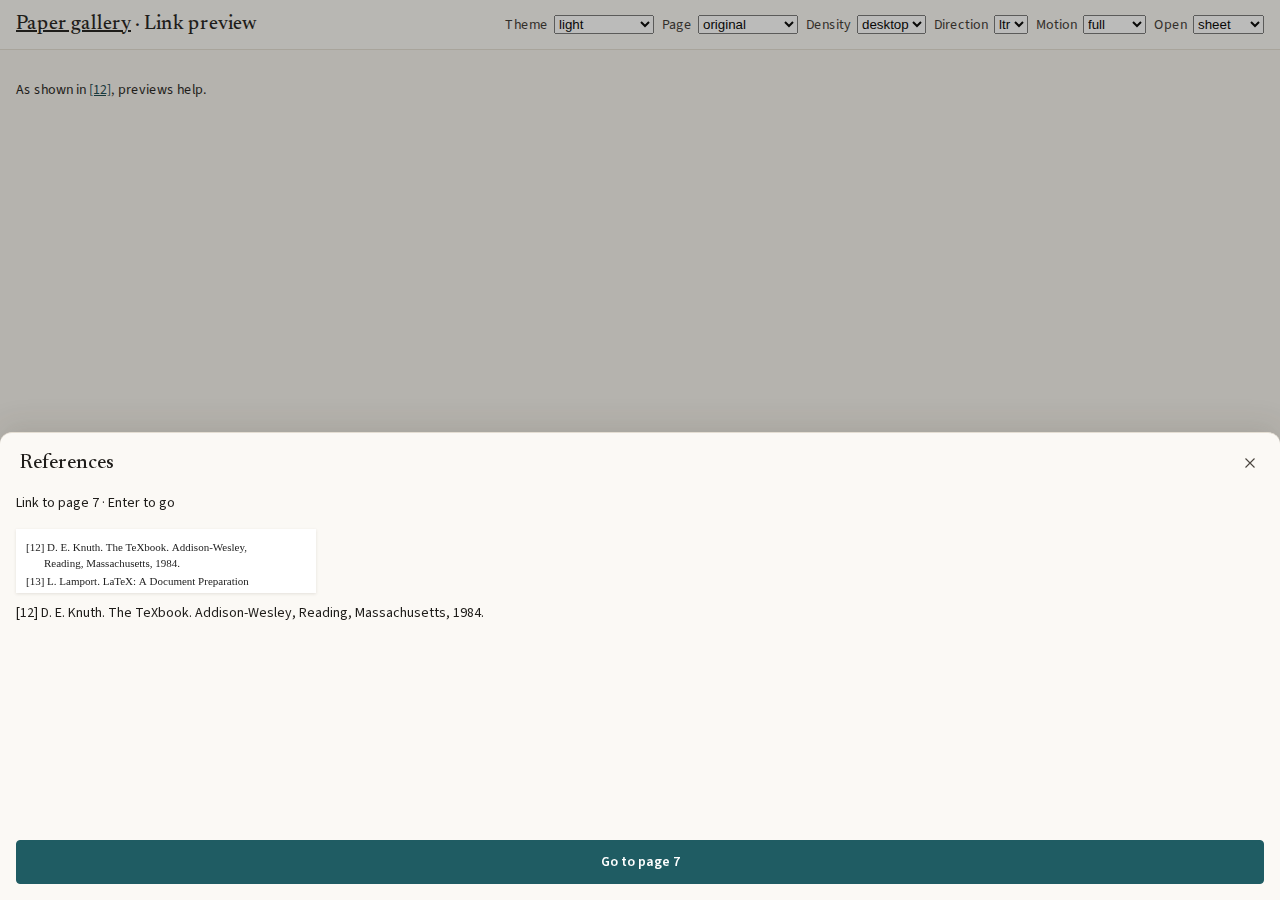 Paper gallery · Link preview
Theme light Page original Density desktop Direction ltr Motion full Open sheet
As shown in [12], previews help.
References
Link to page 7 · Enter to go
[12] D. E. Knuth. The TeXbook. Addison-Wesley,
Reading, Massachusetts, 1984.
[13] L. Lamport. LaTeX: A Document Preparation
[12] D. E. Knuth. The TeXbook. Addison-Wesley, Reading, Massachusetts, 1984.
Go to page 7